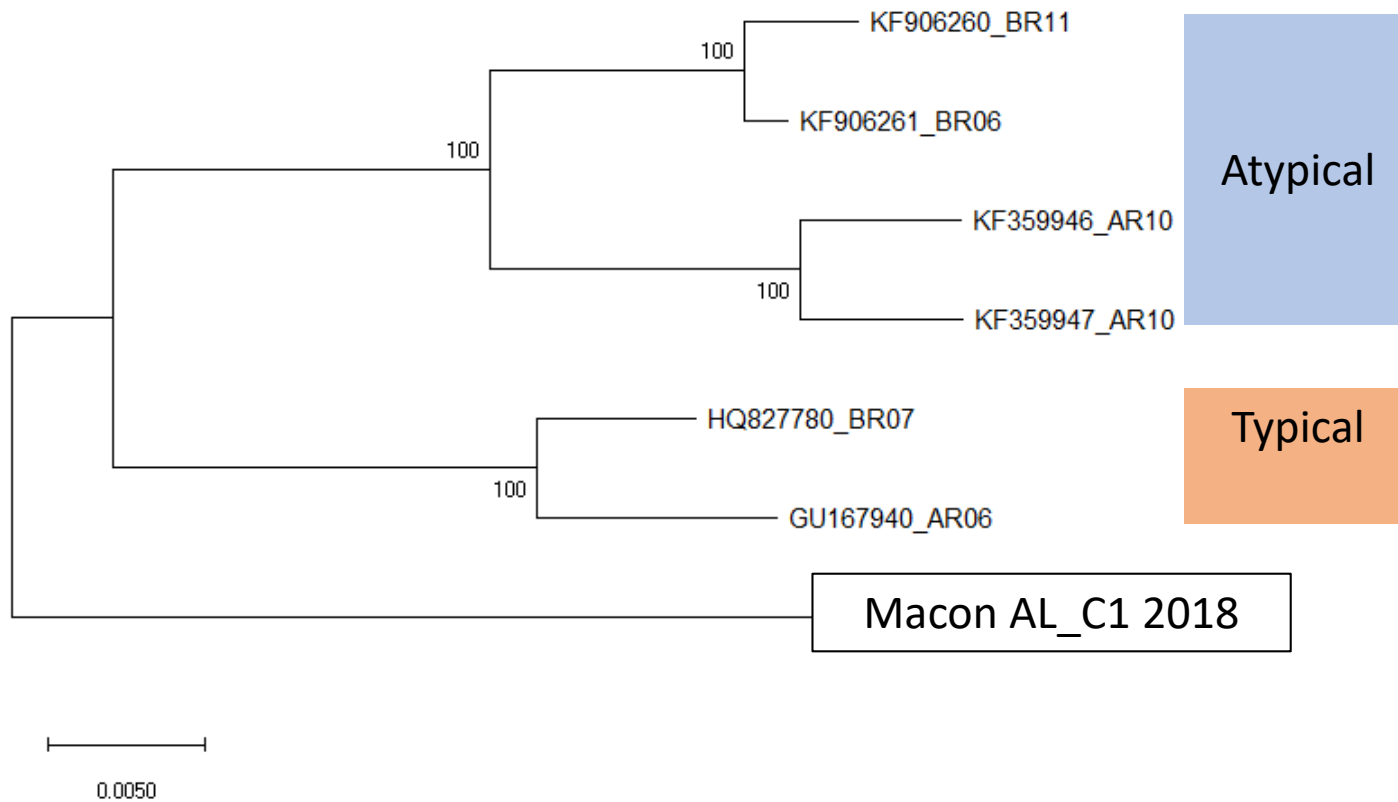 KF906260_BR11
100
KF906261_BR06
100
Atypical
KF359946_AR10
100
KF359947_AR10
HQ827780_BR07
Typical
100
GU167940_AR06
Macon AL_C1 2018
0.0050